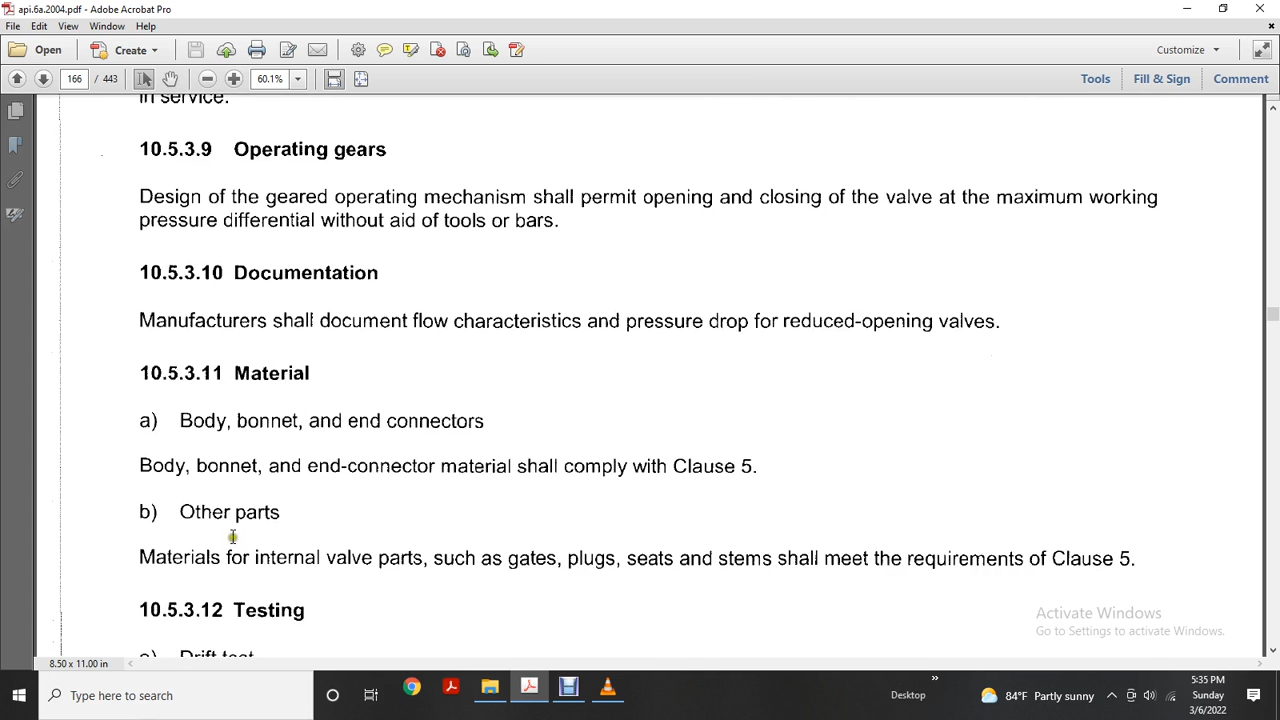 api.6a.2004.pdf - Adobe Acrobat Pro
File Edit View Window Help
Open Create Customize
166 / 443 60.1% Tools Fill & Sign Comment
in service.
10.5.3.9 Operating gears
Design of the geared operating mechanism shall permit opening and closing of the valve at the maximum working
pressure differential without aid of tools or bars.
10.5.3.10 Documentation
Manufacturers shall document flow characteristics and pressure drop for reduced-opening valves.
10.5.3.11 Material
a) Body, bonnet, and end connectors
Body, bonnet, and end-connector material shall comply with Clause 5.
b) Other parts
Materials for internal valve parts, such as gates, plugs, seats and stems shall meet the requirements of Clause 5.
10.5.3.12 Testing
Activate Windows
Go to Settings to activate Windows.
a) Drift test
8.50 x 11.00 in
Type here to search Desktop 84°F Partly sunny
5:35 PM
Sunday
3/6/2022